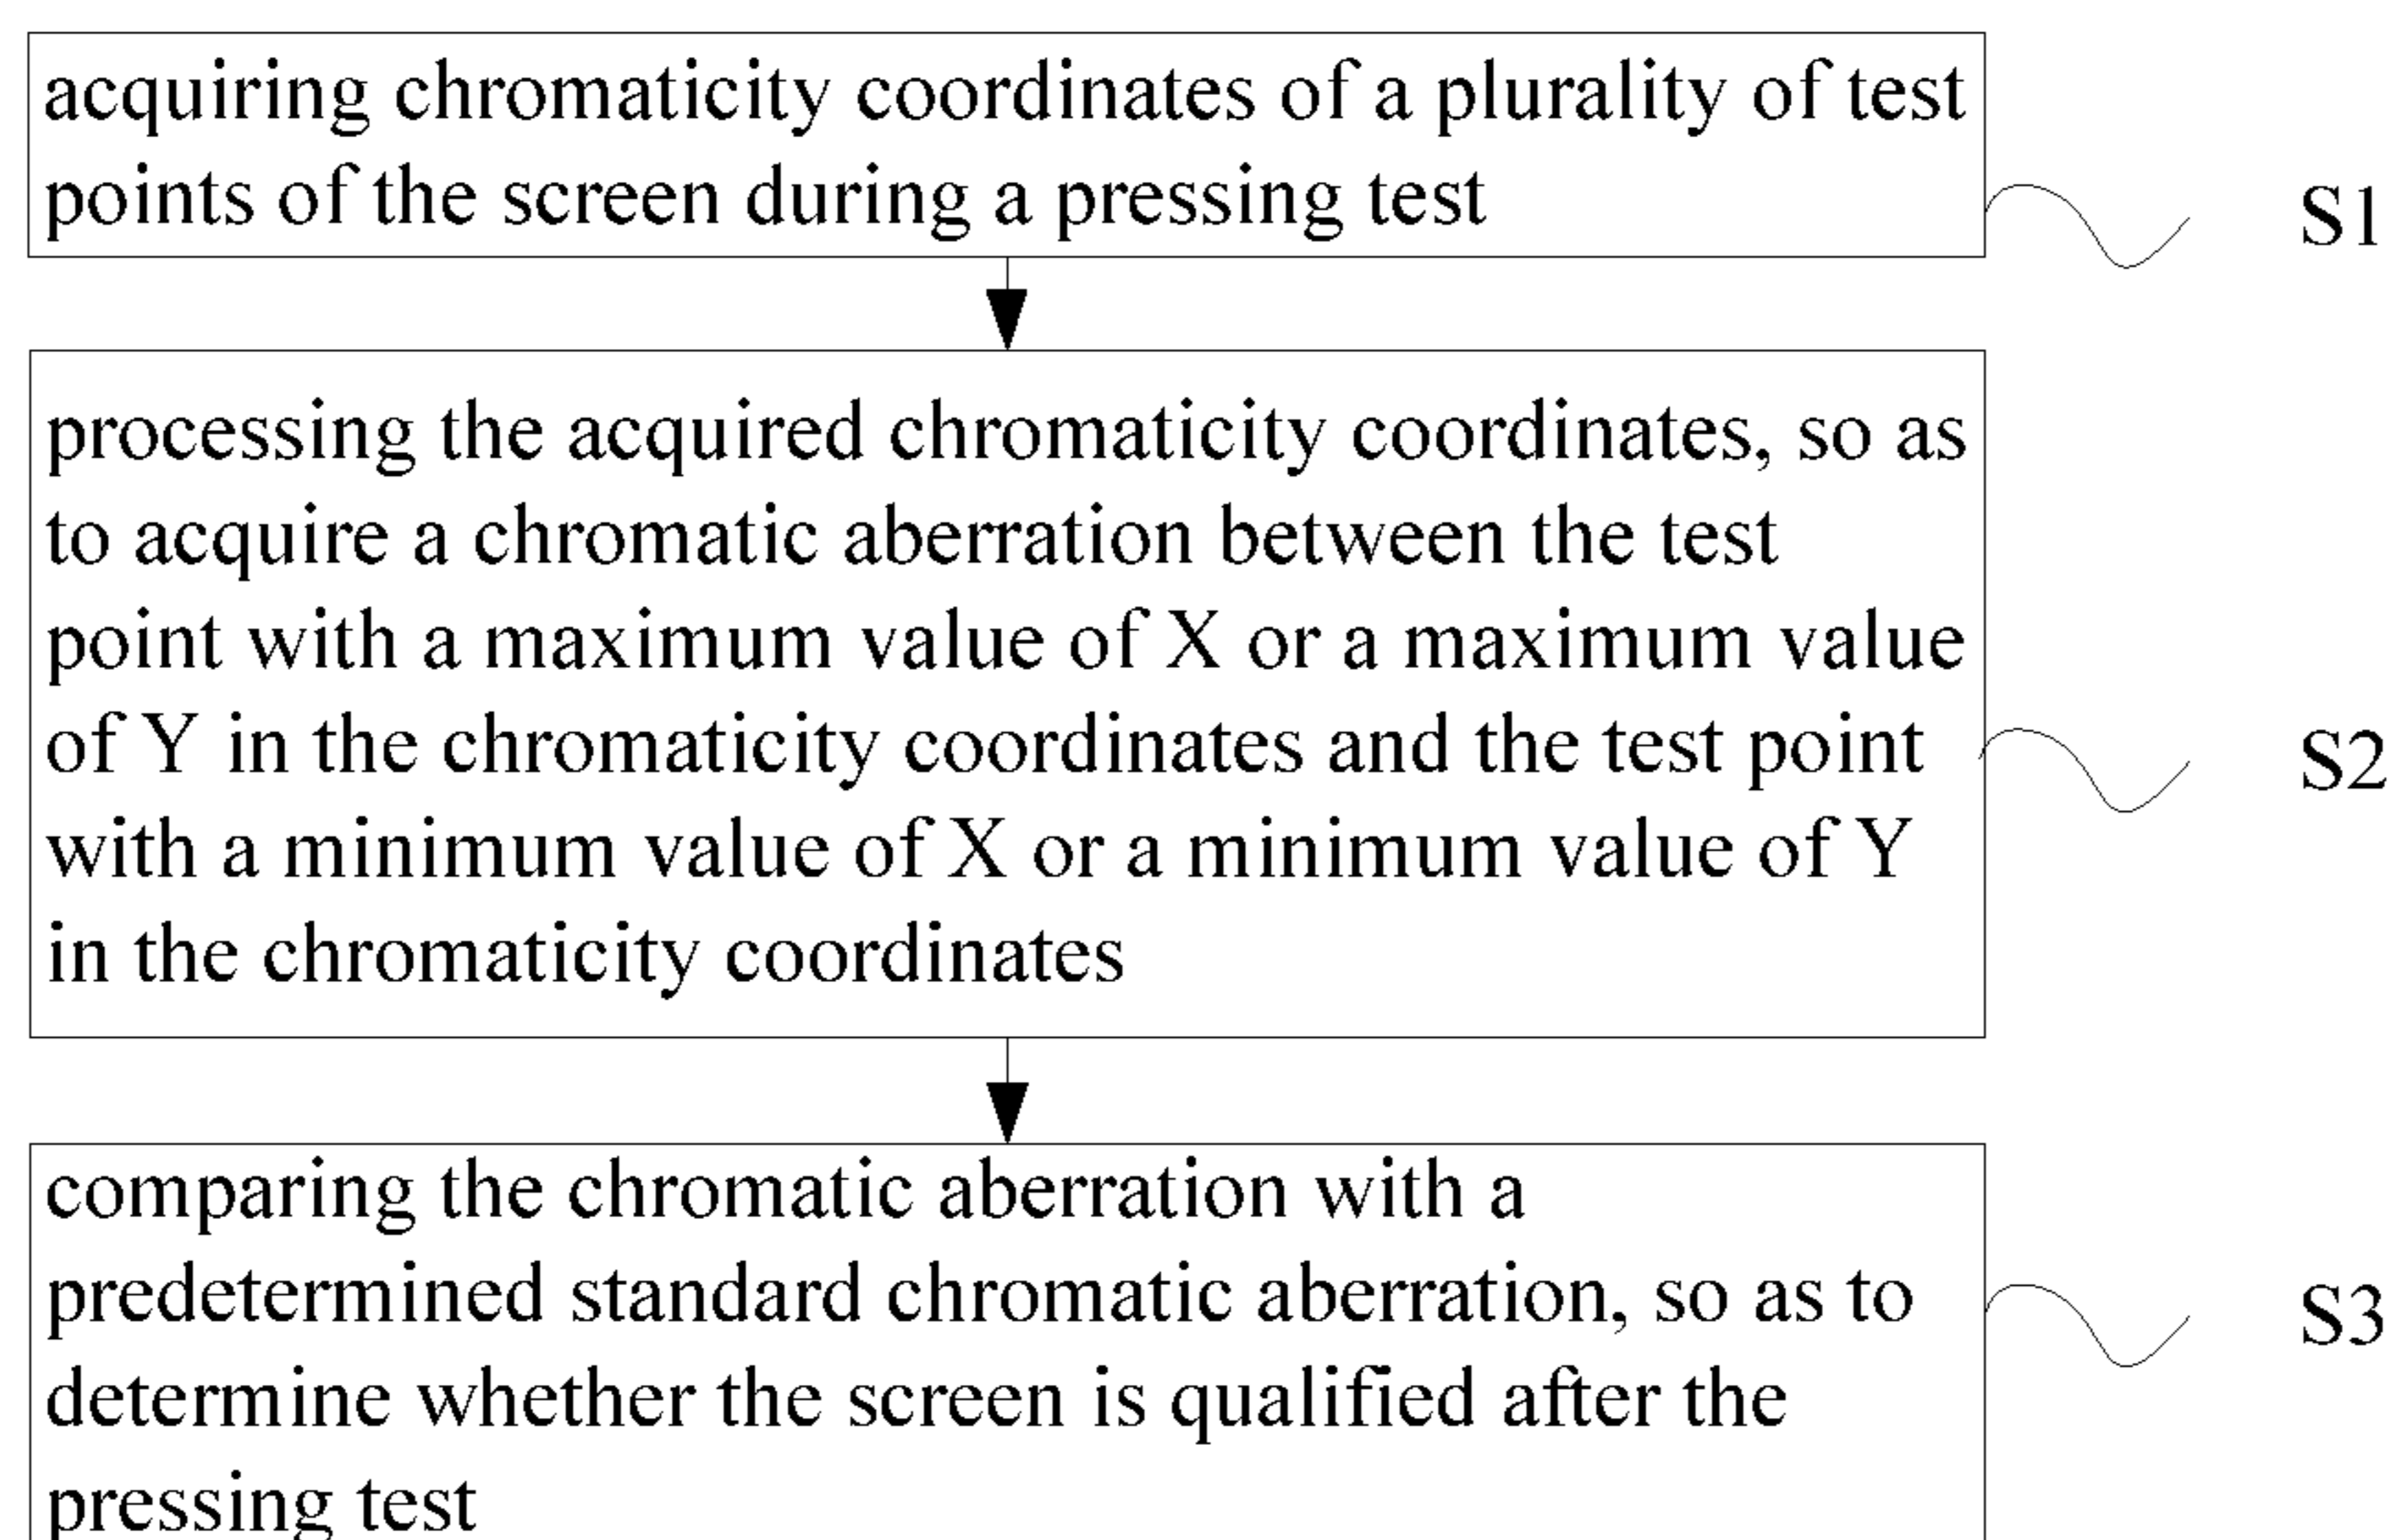 acquiring chromaticity coordinates of a plurality of test
points of the screen during a pressing test
S1
processing the acquired chromaticity coordinates, so as
to acquire a chromatic aberration between the test
point with a maximum value of X or a maximum value
of Y in the chromaticity coordinates and the test point
with a minimum value of X or a minimum value of Y
in the chromaticity coordinates
S2
comparing the chromatic aberration with a
predetermined standard chromatic aberration, so as to
determine whether the screen is qualified after the
pressing test
S3